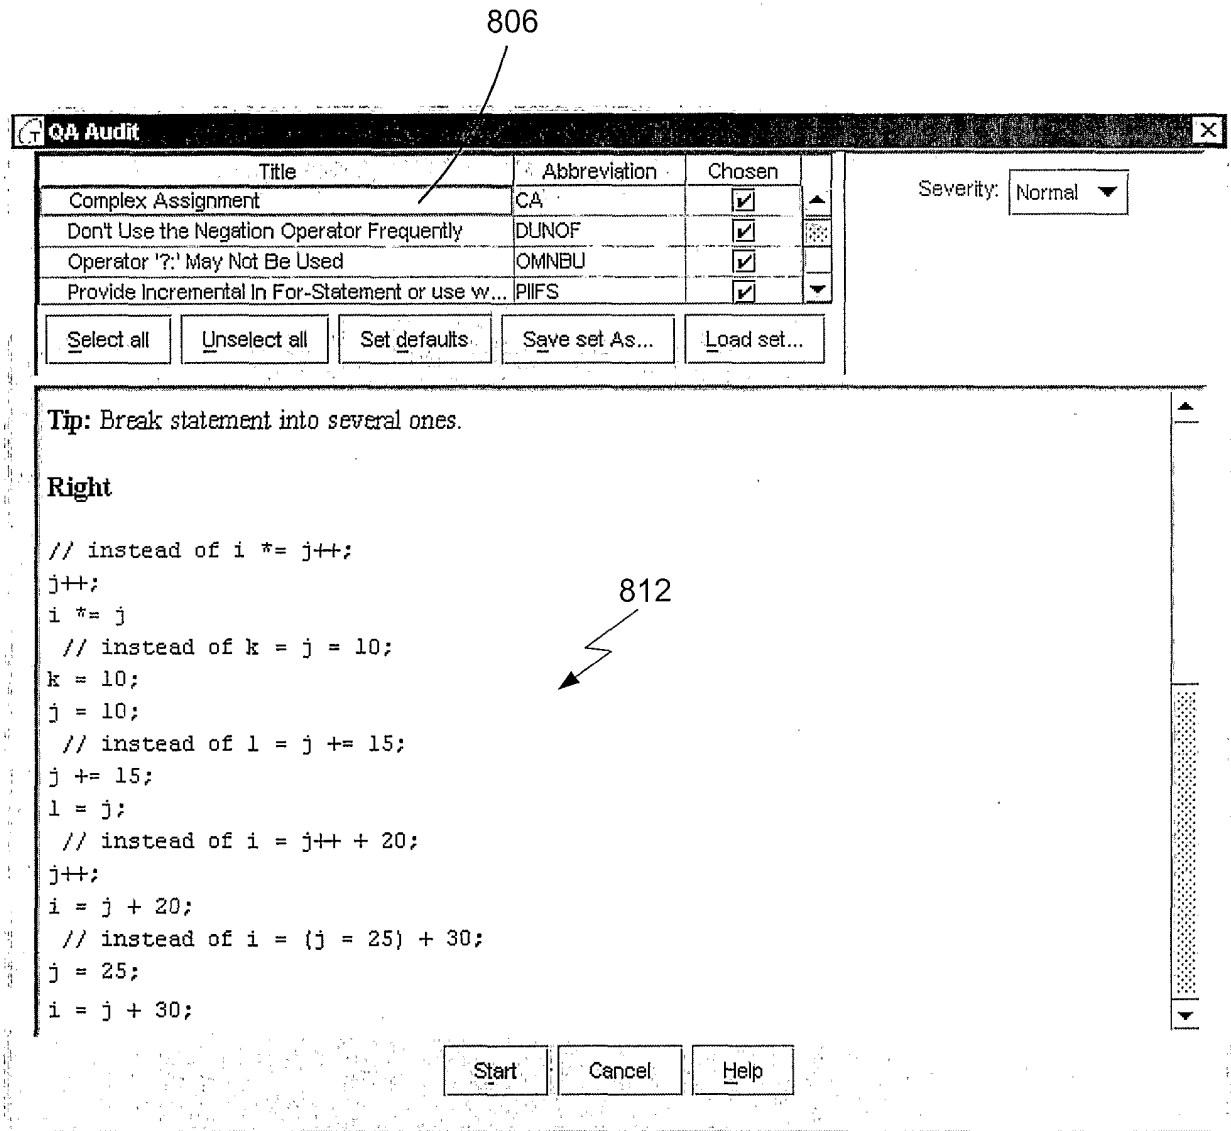 806
QA Audit
Title Abbreviation Chosen
Complex Assignment CA
Don't Use the Negation Operator Frequently DUNOF
Operator '?:' May Not Be Used OMNBU
Provide Incremental In For-Statement or use w... PIIFS
Severity: Normal
Select all Unselect all Set defaults Save set As... Load set...
Tip: Break statement into several ones.
Right
// instead of i *= j++;
j++;
i *= j
// instead of k = j = 10;
k = 10;
j = 10;
// instead of l = j += 15;
j += 15;
l = j;
// instead of i = j++ + 20;
j++;
i = j + 20;
// instead of i = (j = 25) + 30;
j = 25;
i = j + 30;
812
Start Cancel Help